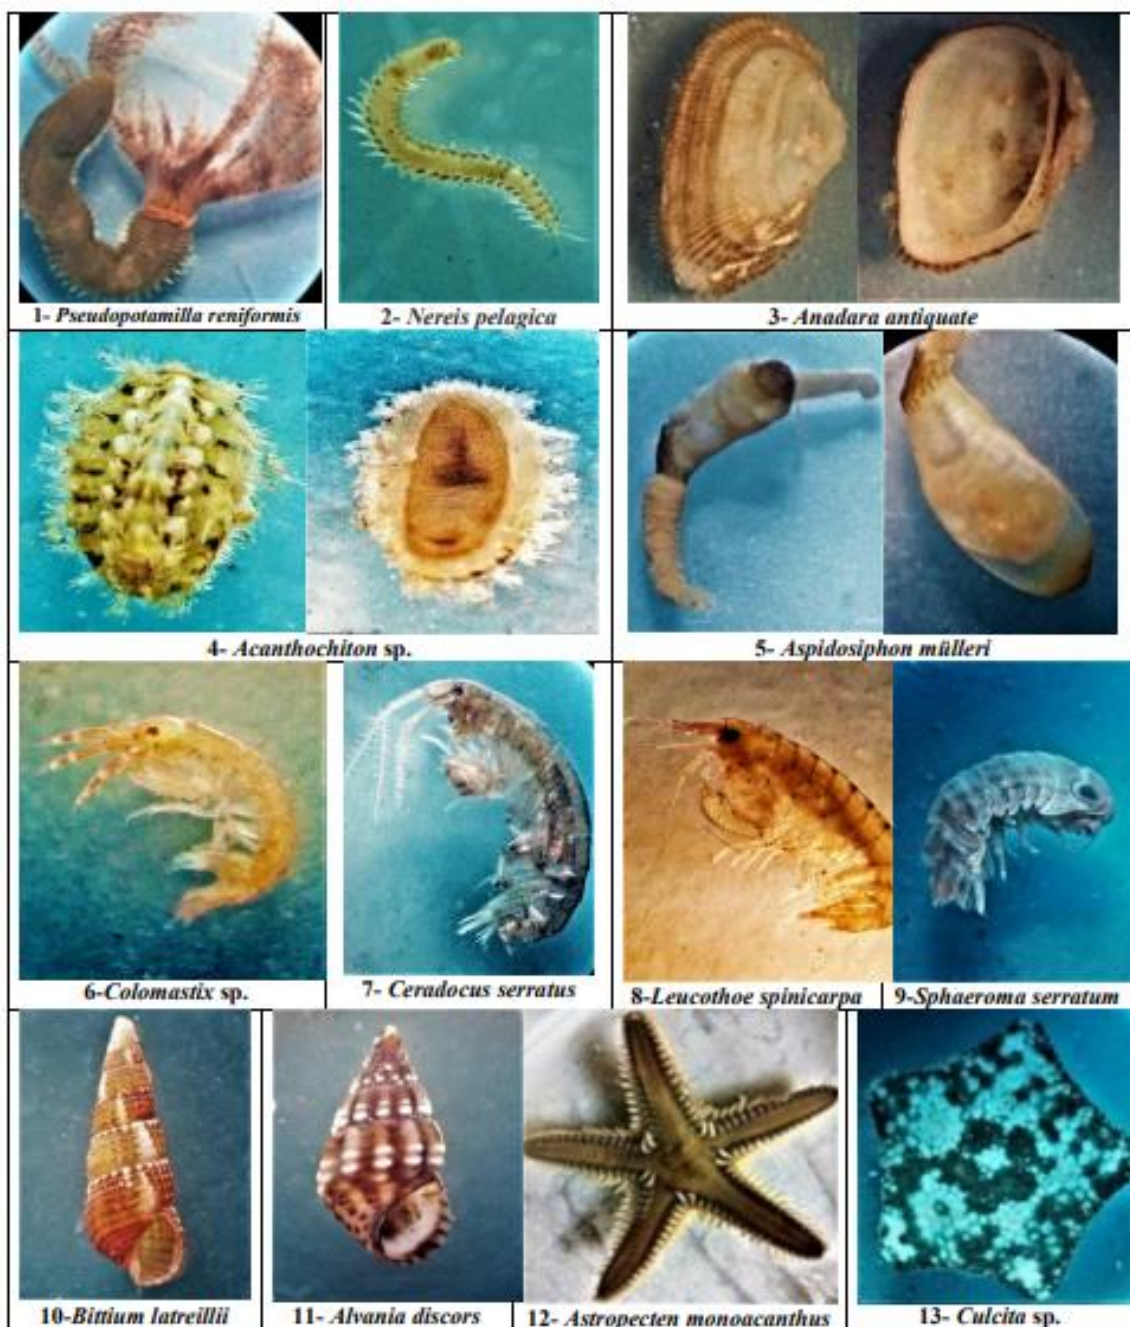 1- Pseudopotamilla reniformis
2- Nereis pelagica
3- Anadara antiquate
4- Acanthochiton sp.
5- Aspidosiphon mülleri
6-Colomastix sp.
7- Ceradocus serratus
8-Leucothoe spinicarpa
9-Sphaeroma serratum
10-Bittium latreillii
11- Alvania discors
12- Astropecten monoacanthus
13- Culcita sp.